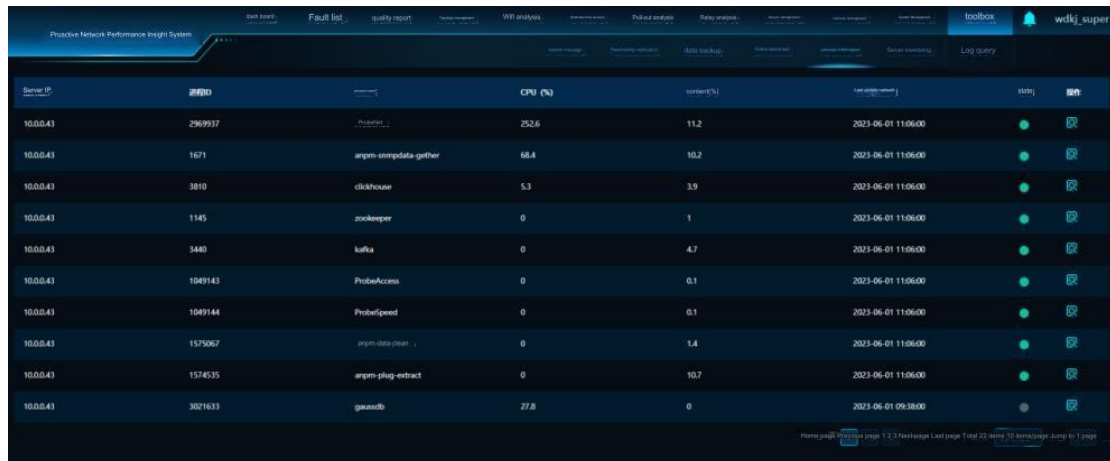 dash board Fault list quality report Wifi analysis Pull-out analysis Relay analysis toolbox wdkj_super
Proactive Network Performance Insight System
data backup Server monitoring Log query
Server IP 进程ID CPU (%) content(%) state 操作
10.0.0.43 2969937 ProbeNet 252.6 11.2 2023-06-01 11:06:00
10.0.0.43 1671 anpm-snmpdata-gether 68.4 10.2 2023-06-01 11:06:00
10.0.0.43 3810 clickhouse 5.3 3.9 2023-06-01 11:06:00
10.0.0.43 1145 zookeeper 0 1 2023-06-01 11:06:00
10.0.0.43 3440 kafka 0 4.7 2023-06-01 11:06:00
10.0.0.43 1049143 ProbeAccess 0 0.1 2023-06-01 11:06:00
10.0.0.43 1049144 ProbeSpeed 0 0.1 2023-06-01 11:06:00
10.0.0.43 1575067 anpm-data-clean 0 1.4 2023-06-01 11:06:00
10.0.0.43 1574535 anpm-plug-extract 0 10.7 2023-06-01 11:06:00
10.0.0.43 3021633 gaussdb 27.8 0 2023-06-01 09:38:00
Home page Previous page 1 2 3 Next page Last page Total 22 items 10 items/page Jump to 1 page